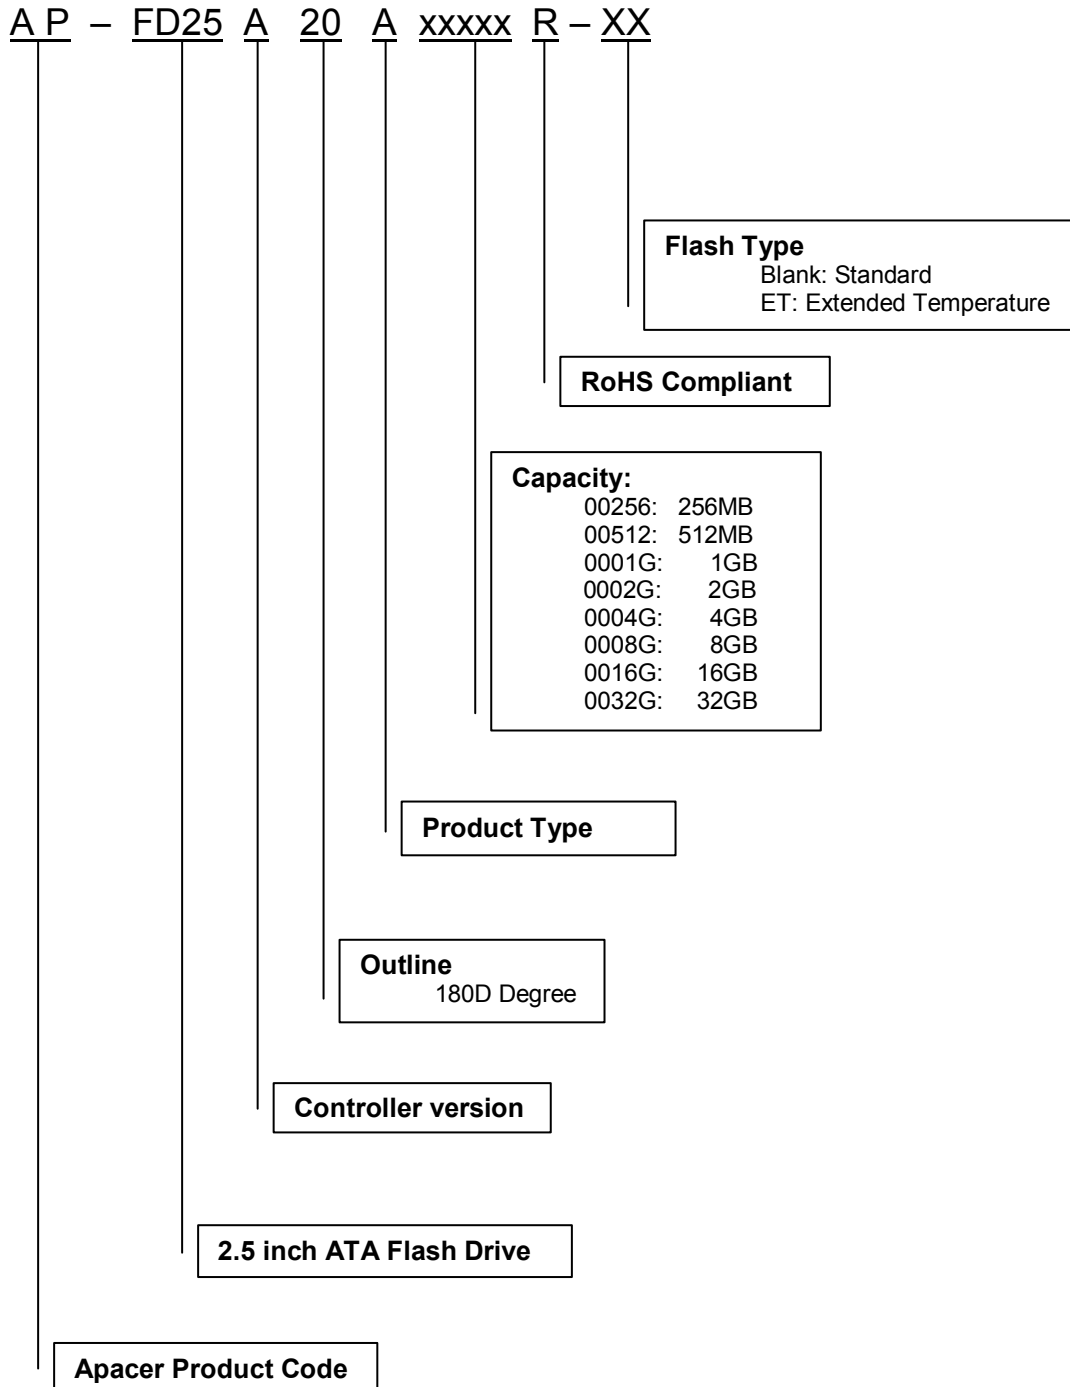 A P – FD25 A 20 A xxxxx R – XX
Flash Type
Blank: Standard
ET: Extended Temperature
RoHS Compliant
Capacity:
00256: 256MB
00512: 512MB
0001G: 1GB
0002G: 2GB
0004G: 4GB
0008G: 8GB
0016G: 16GB
0032G: 32GB
Product Type
Outline
180D Degree
Controller version
2.5 inch ATA Flash Drive
Apacer Product Code